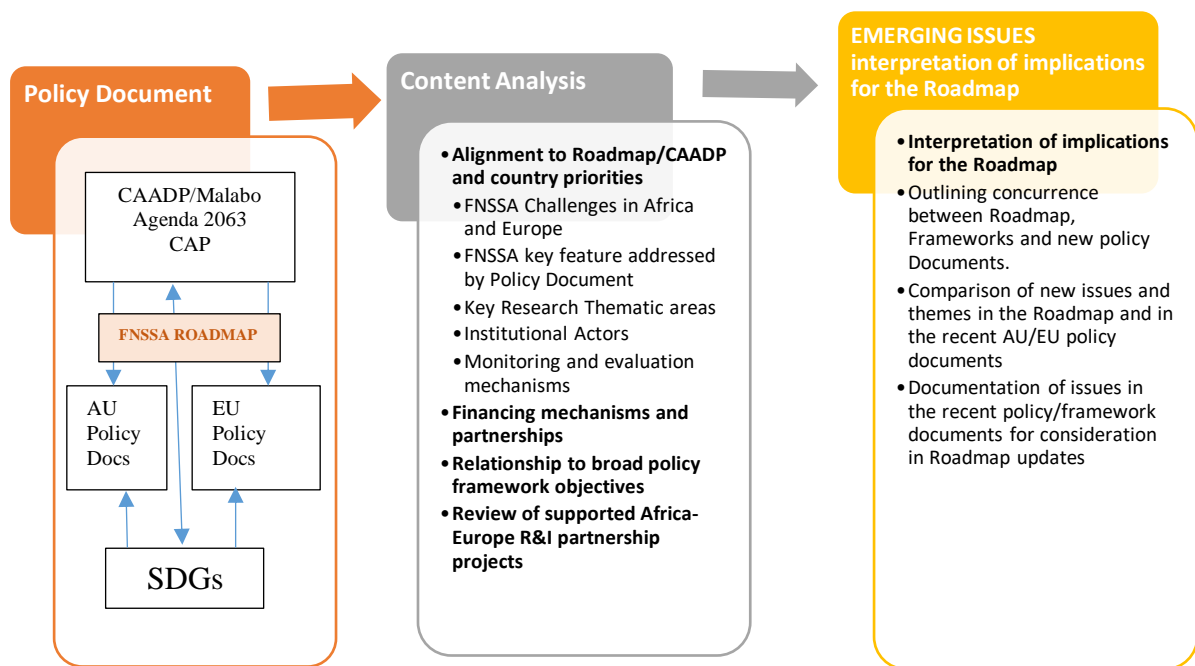 Policy Document
CAADP/Malabo
Agenda 2063
CAP
FNSSA ROADMAP
AU
Policy
Docs
EU
Policy
Docs
SDGs
Content Analysis
•Alignment to Roadmap/CAADP
and country priorities
•FNSSA Challenges in Africa
and Europe
•FNSSA key feature addressed
by Policy Document
•Key Research Thematic areas
•Institutional Actors
•Monitoring and evaluation
mechanisms
•Financing mechanisms and
partnerships
•Relationship to broad policy
framework objectives
•Review of supported Africa-
Europe R&I partnership
projects
EMERGING ISSUES
interpretation of implications
for the Roadmap
•Interpretation of implications
for the Roadmap
•Outlining concurrence
between Roadmap,
Frameworks and new policy
Documents.
•Comparison of new issues and
themes in the Roadmap and in
the recent AU/EU policy
documents
•Documentation of issues in
the recent policy/framework
documents for consideration
in Roadmap updates